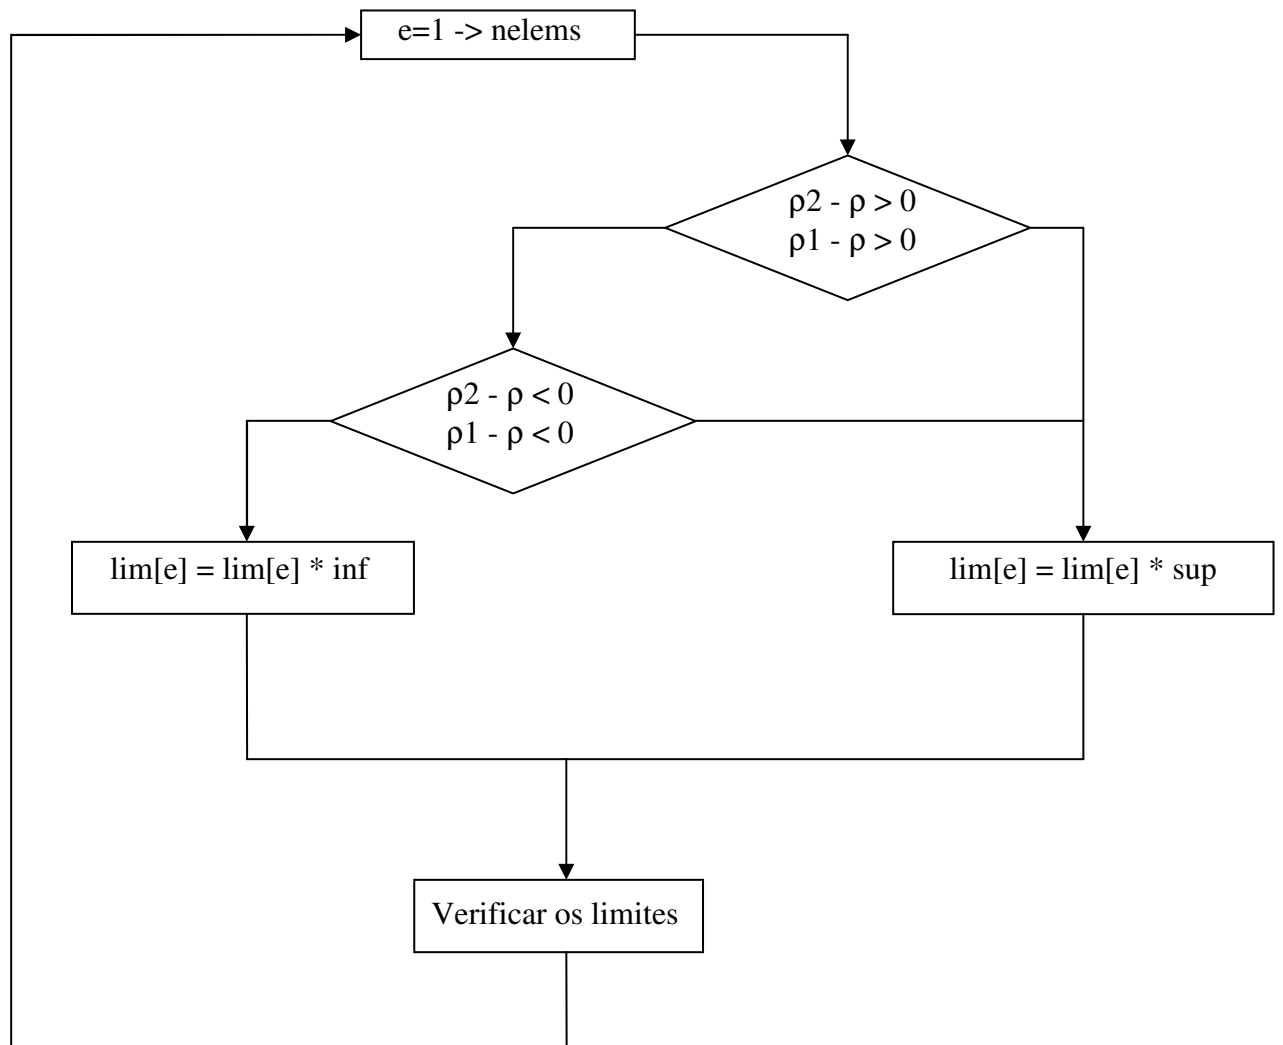 e=1 -> nelems
ρ2 - ρ > 0
ρ1 - ρ > 0
ρ2 - ρ < 0
ρ1 - ρ < 0
lim[e] = lim[e] * inf
lim[e] = lim[e] * sup
Verificar os limites